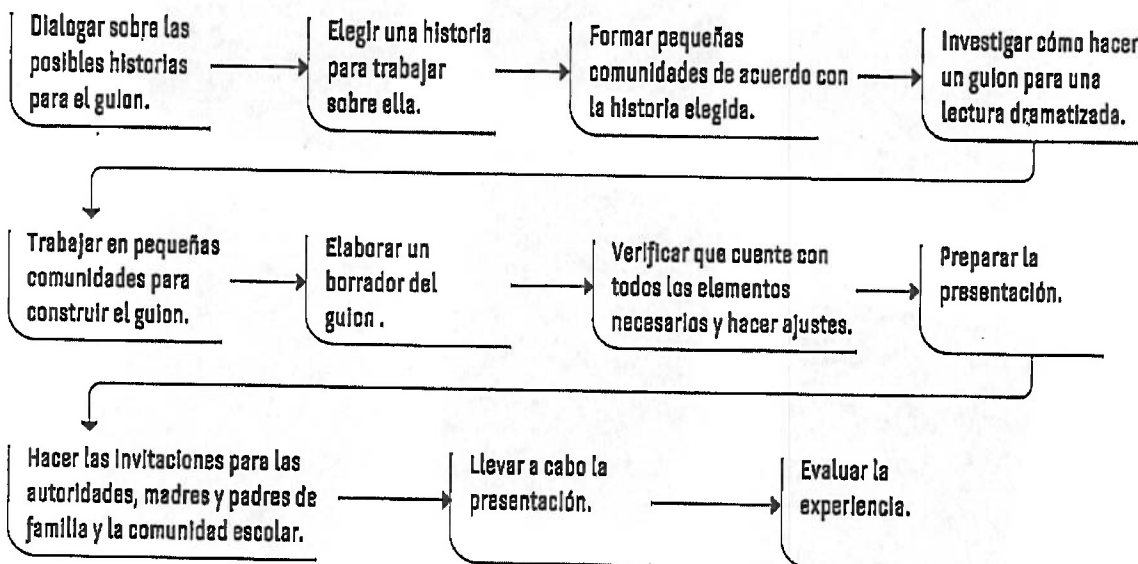 Dialogar sobre las
posibles historias
para el guion.
Elegir una historia
para trabajar
sobre ella.
Formar pequeñas
comunidades de acuerdo con
la historia elegida.
Investigar cómo hacer
un guion para una
lectura dramatizada.
Trabajar en pequeñas
comunidades para
construir el guion.
Elaborar un
borrador del
guion .
Verificar que cuente con
todos los elementos
necesarios y hacer ajustes.
Preparar la
presentación.
Hacer las invitaciones para las
autoridades, madres y padres de
familia y la comunidad escolar.
Llevar a cabo la
presentación.
Evaluar la
experiencia.